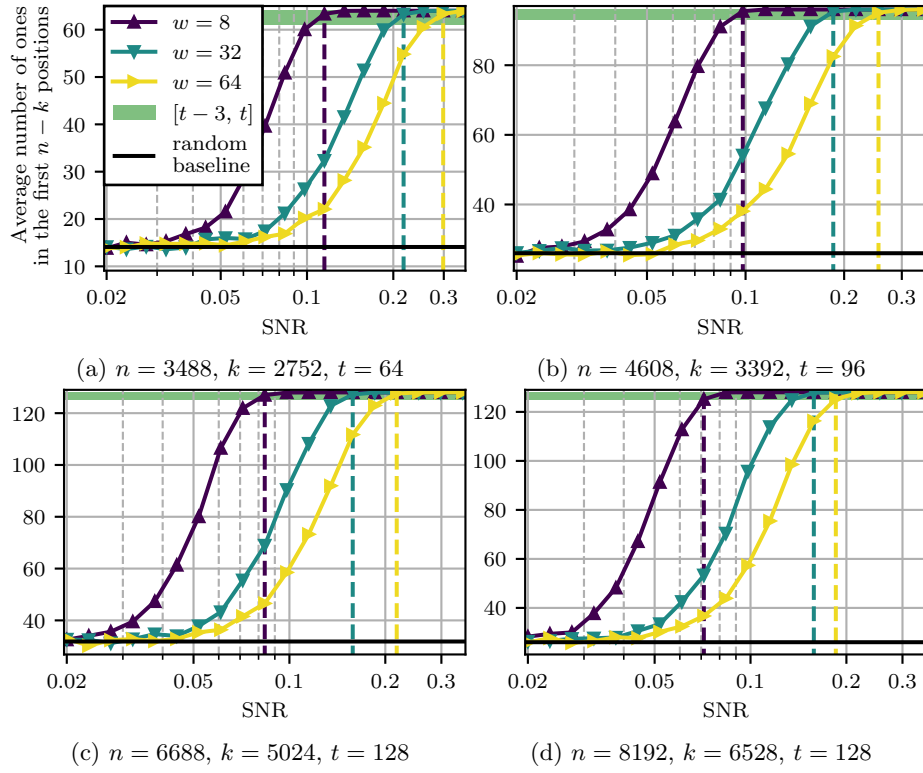 Average number of ones
in the first n − k positions
60
50
40
30
20
10
w = 8
w = 32
w = 64
[t − 3, t]
random
baseline
0.02 0.05 0.1 0.2 0.3
SNR
(a) n = 3488, k = 2752, t = 64
80
60
40
0.02 0.05 0.1 0.2 0.3
SNR
(b) n = 4608, k = 3392, t = 96
120
100
80
60
40
0.02 0.05 0.1 0.2 0.3
SNR
(c) n = 6688, k = 5024, t = 128
120
100
80
60
40
0.02 0.05 0.1 0.2 0.3
SNR
(d) n = 8192, k = 6528, t = 128